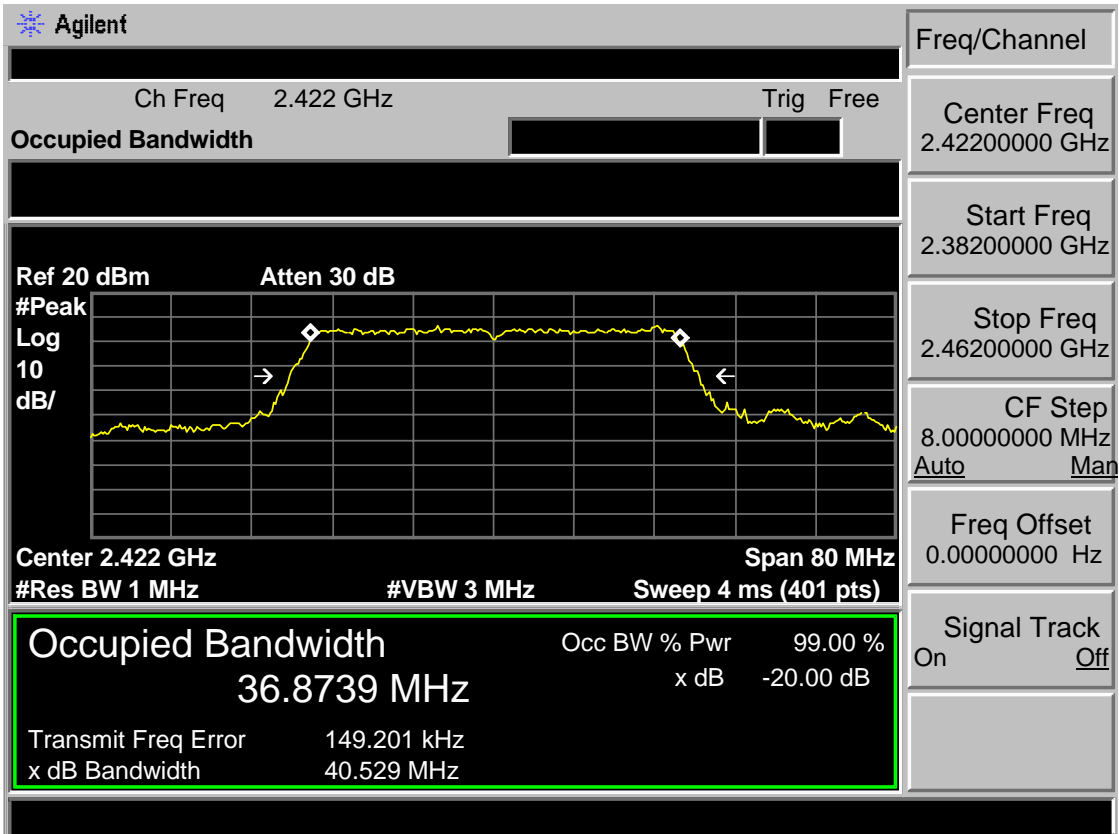 Agilent
Freq/Channel
Ch Freq 2.422 GHz Trig Free
Occupied Bandwidth
Center Freq
2.42200000 GHz
Start Freq
2.38200000 GHz
Stop Freq
2.46200000 GHz
CF Step
8.00000000 MHz
Auto Man
Freq Offset
0.00000000 Hz
Signal Track
On Off
Ref 20 dBm Atten 30 dB
#Peak
Log
10
dB/
Center 2.422 GHz Span 80 MHz
#Res BW 1 MHz #VBW 3 MHz Sweep 4 ms (401 pts)
Occupied Bandwidth Occ BW % Pwr 99.00 %
36.8739 MHz x dB -20.00 dB
Transmit Freq Error 149.201 kHz
x dB Bandwidth 40.529 MHz